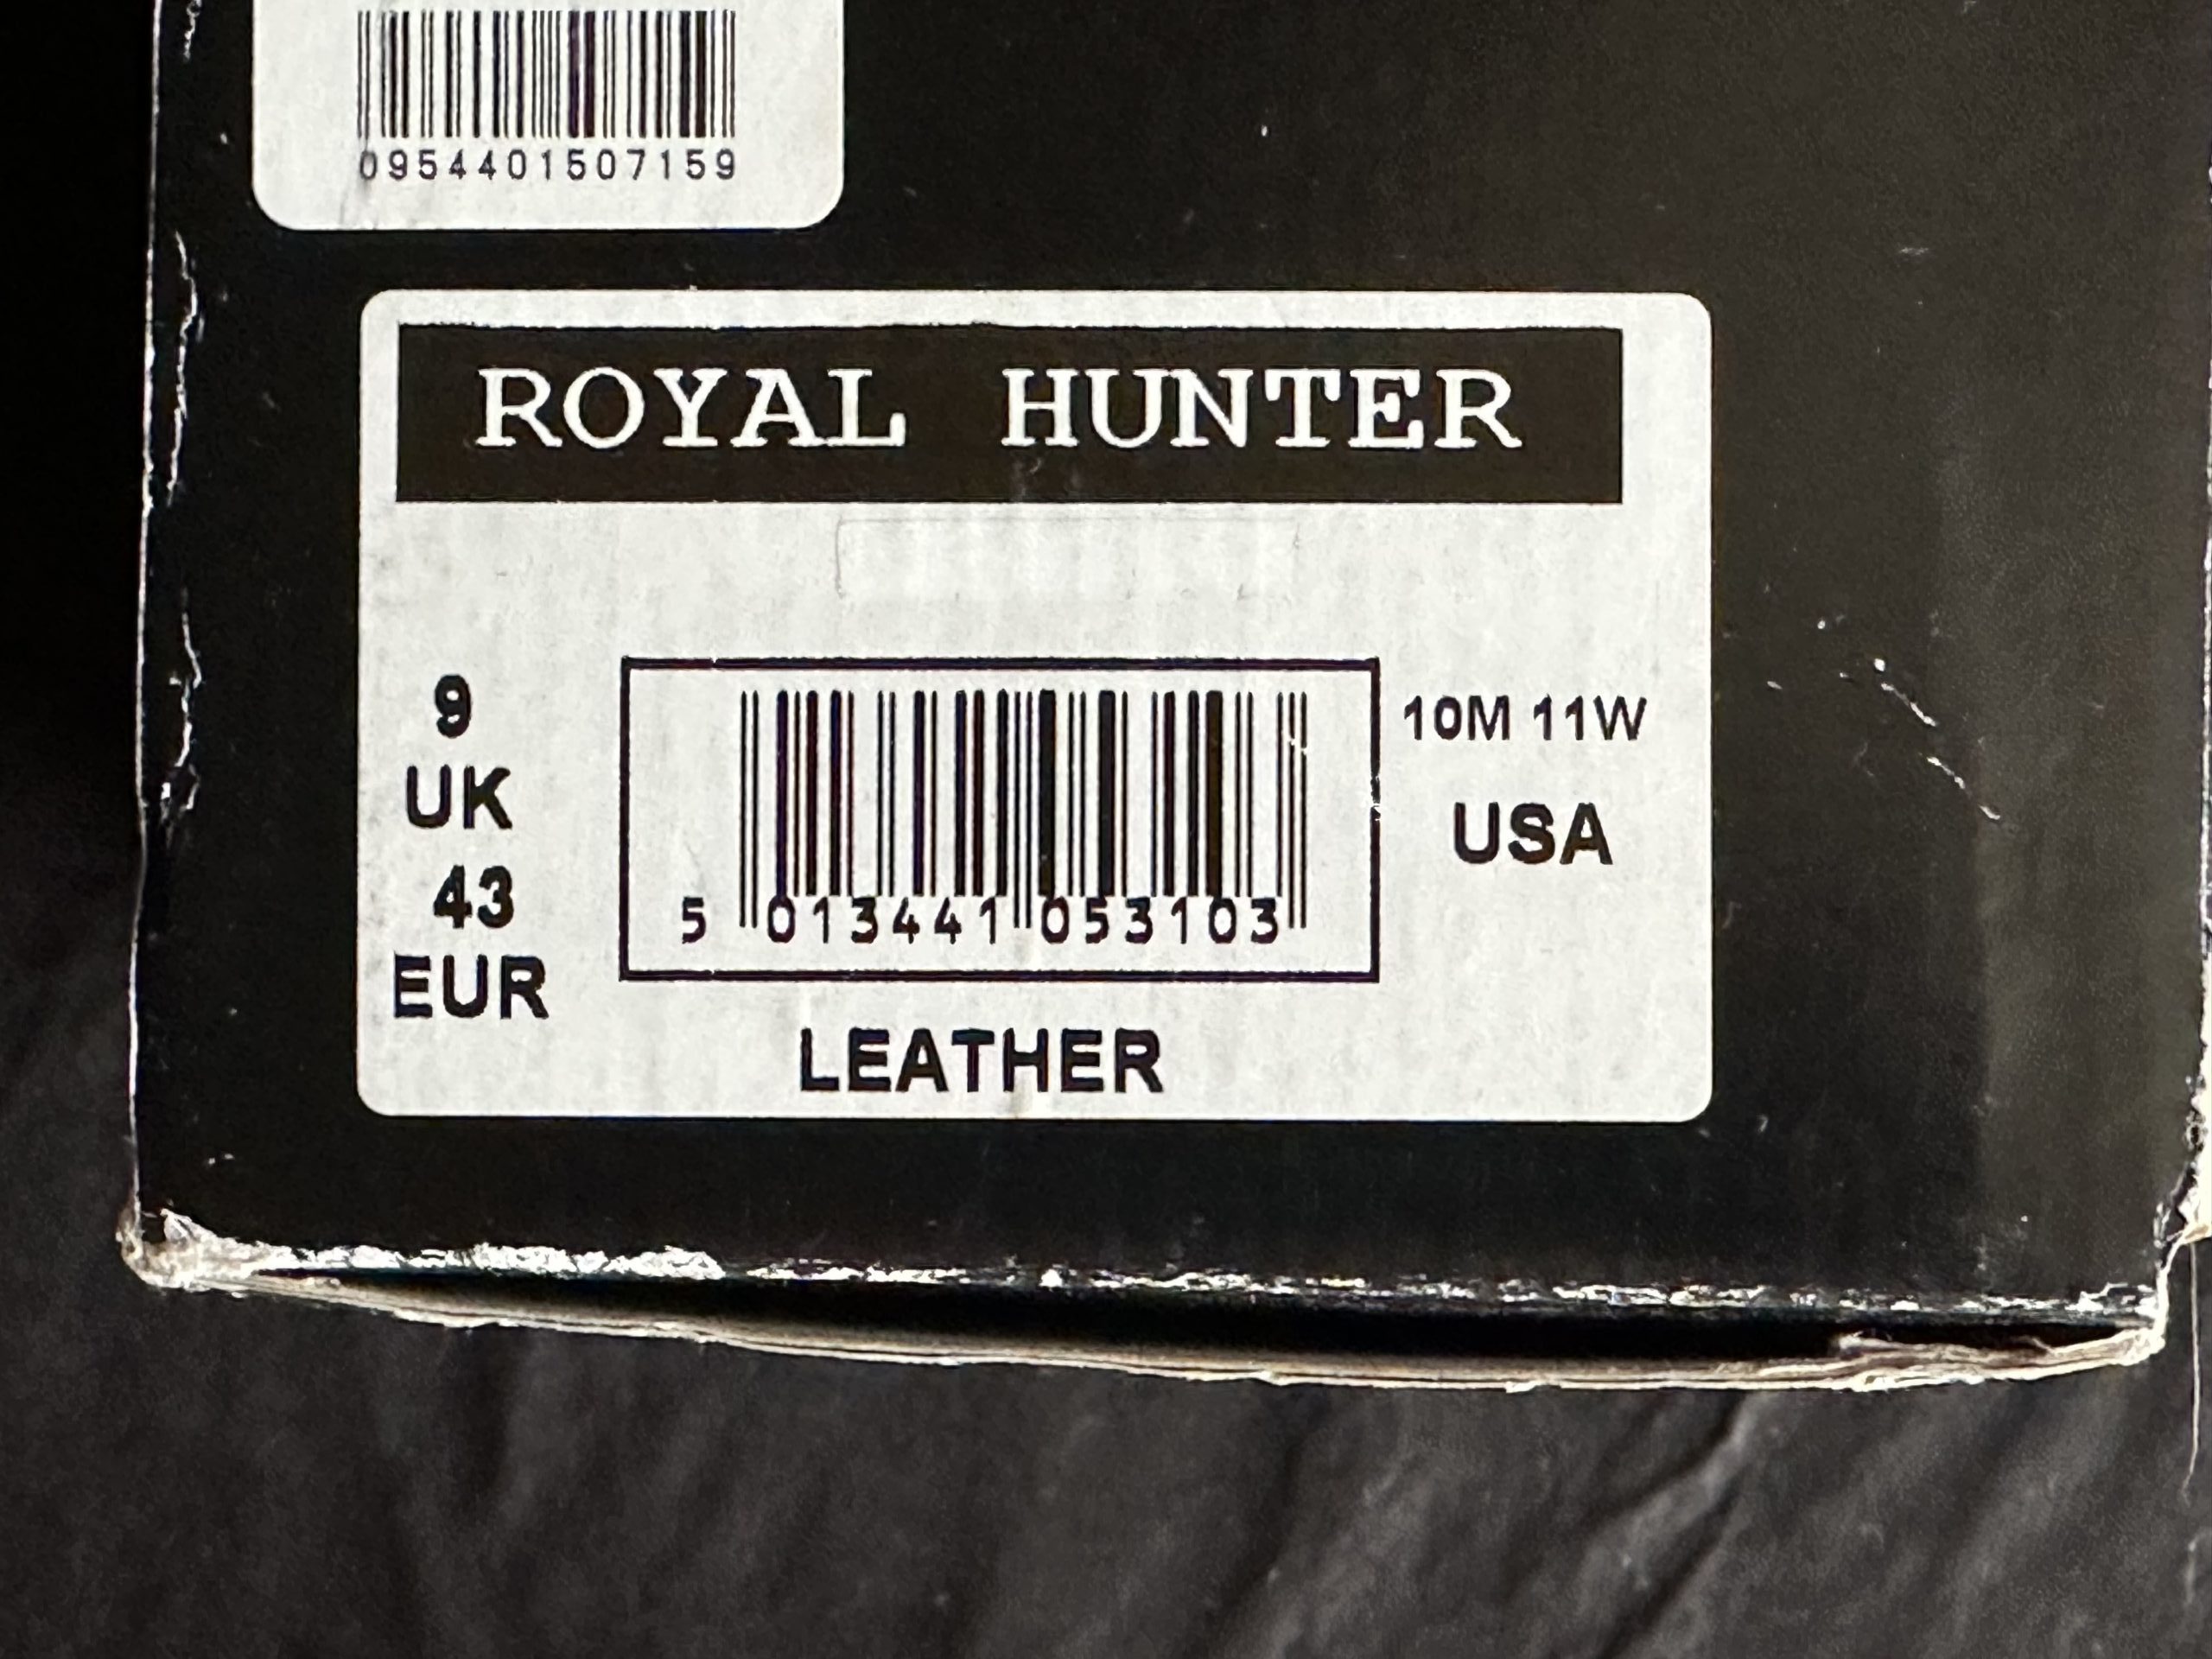 0954401507159
ROYAL HUNTER
9
UK
43
EUR
5 013441 053103
10M 11W
USA
LEATHER